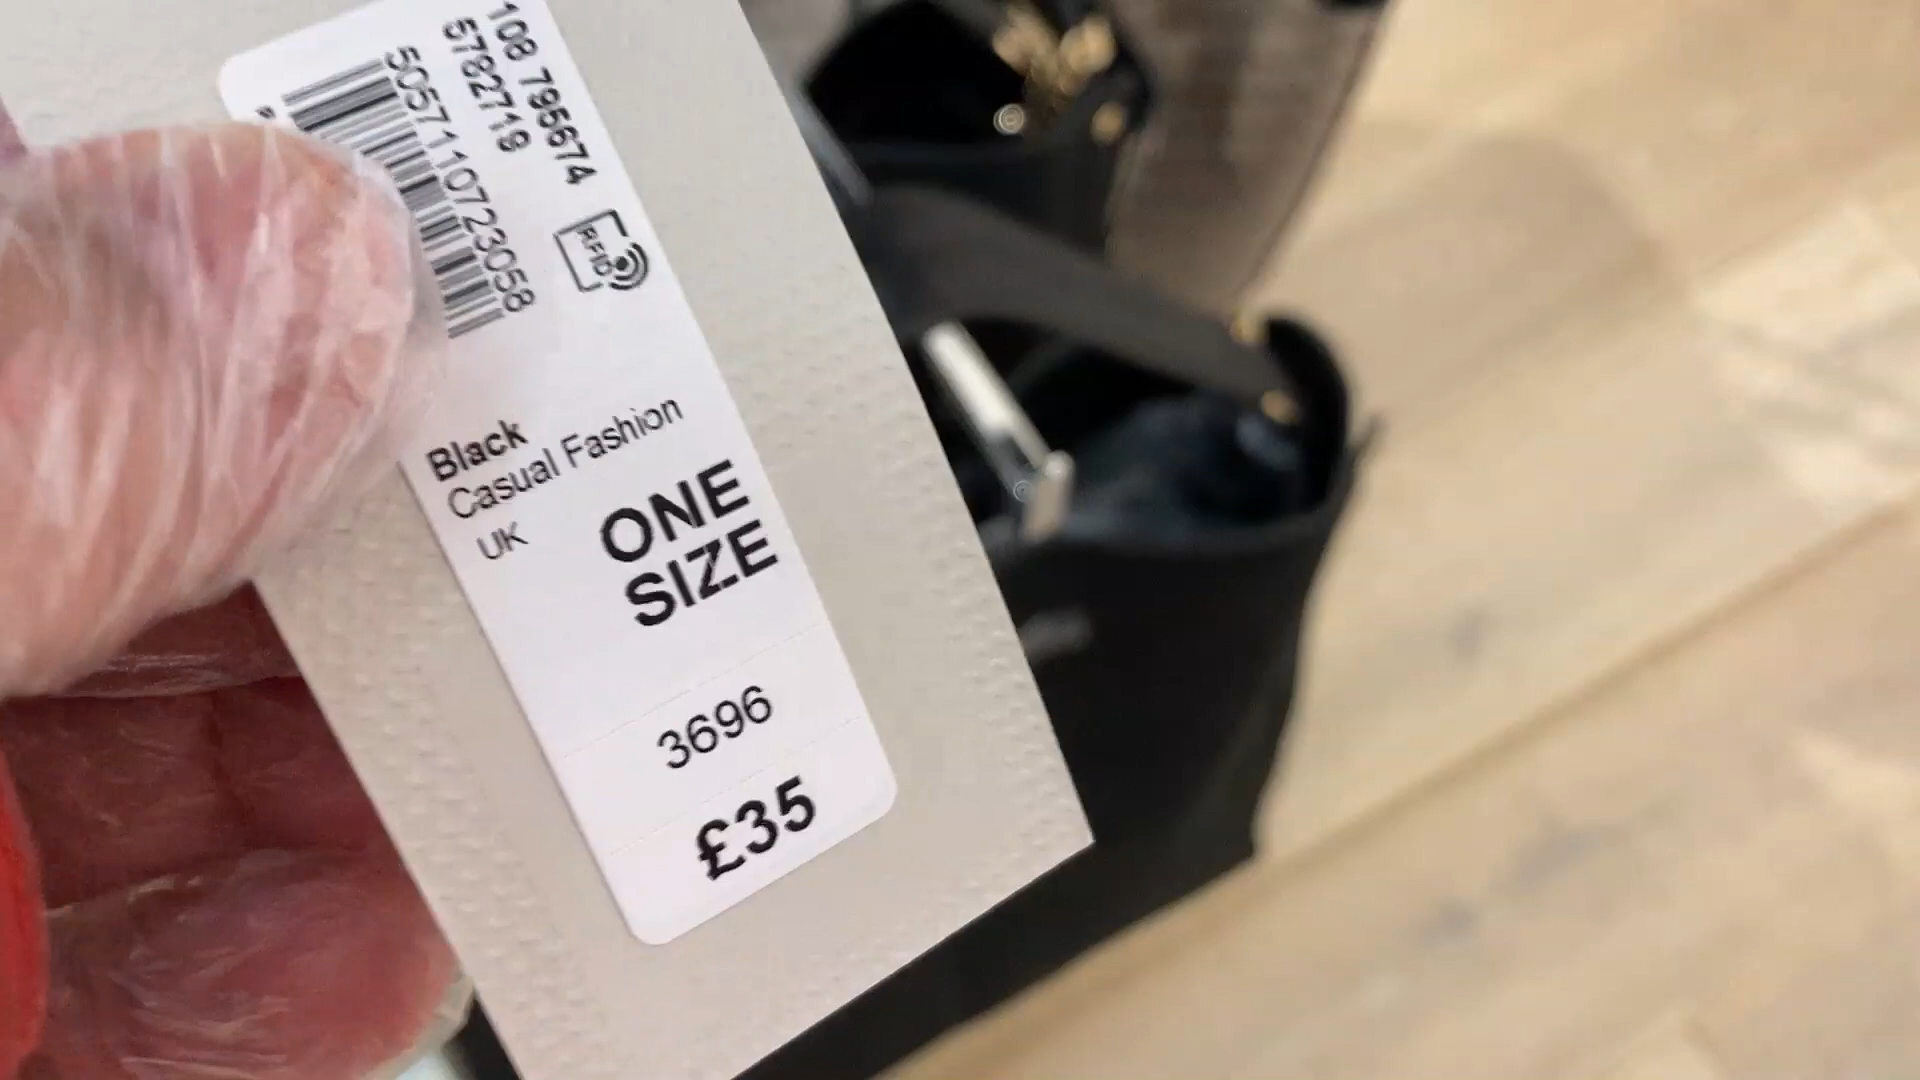 108 795674
5782719
5057110723058
RFID
Black
Casual Fashion
UK
ONE
SIZE
3696
£35